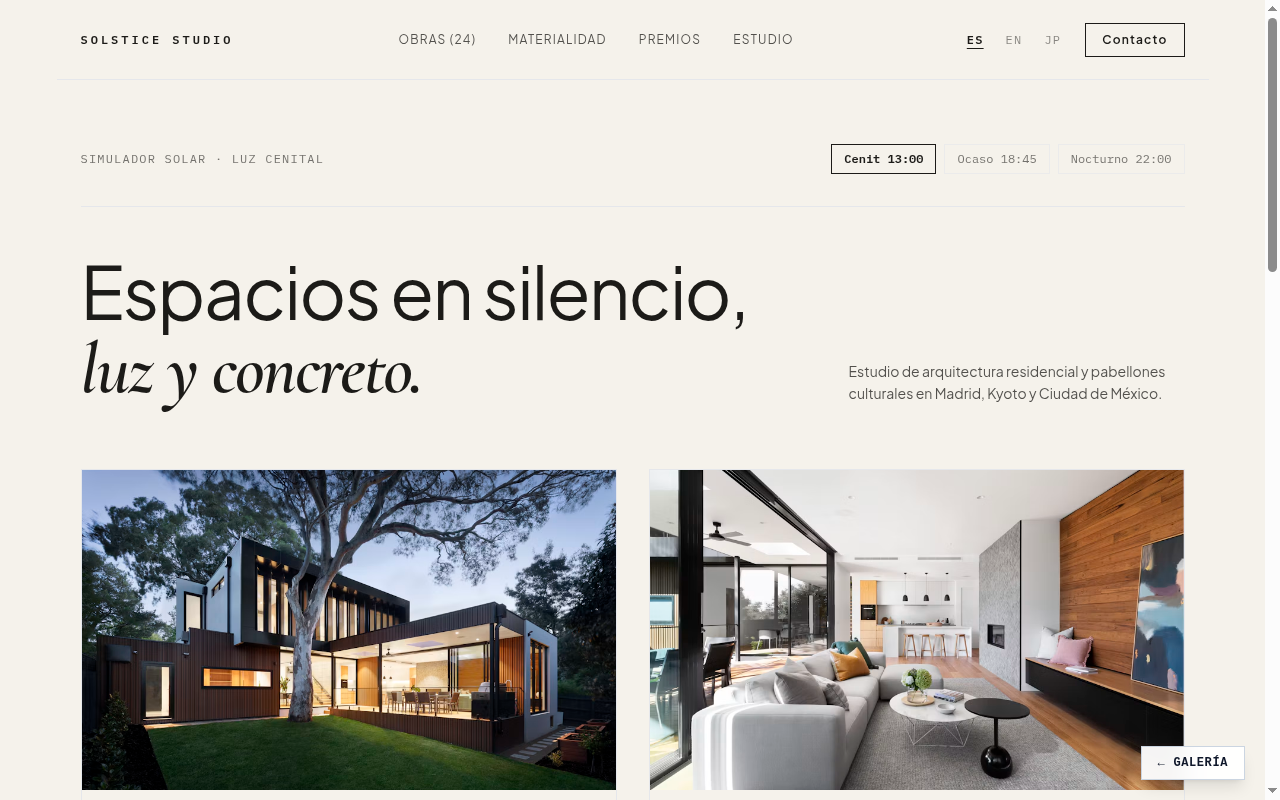 SOLSTICE STUDIO
OBRAS (24)
MATERIALIDAD
PREMIOS
ESTUDIO
ES
EN
JP
Contacto
SIMULADOR SOLAR · LUZ CENITAL
Cenit 13:00
Ocaso 18:45
Nocturno 22:00
Espacios en silencio,
luz y concreto.
Estudio de arquitectura residencial y pabellones
culturales en Madrid, Kyoto y Ciudad de México.
← GALERÍA